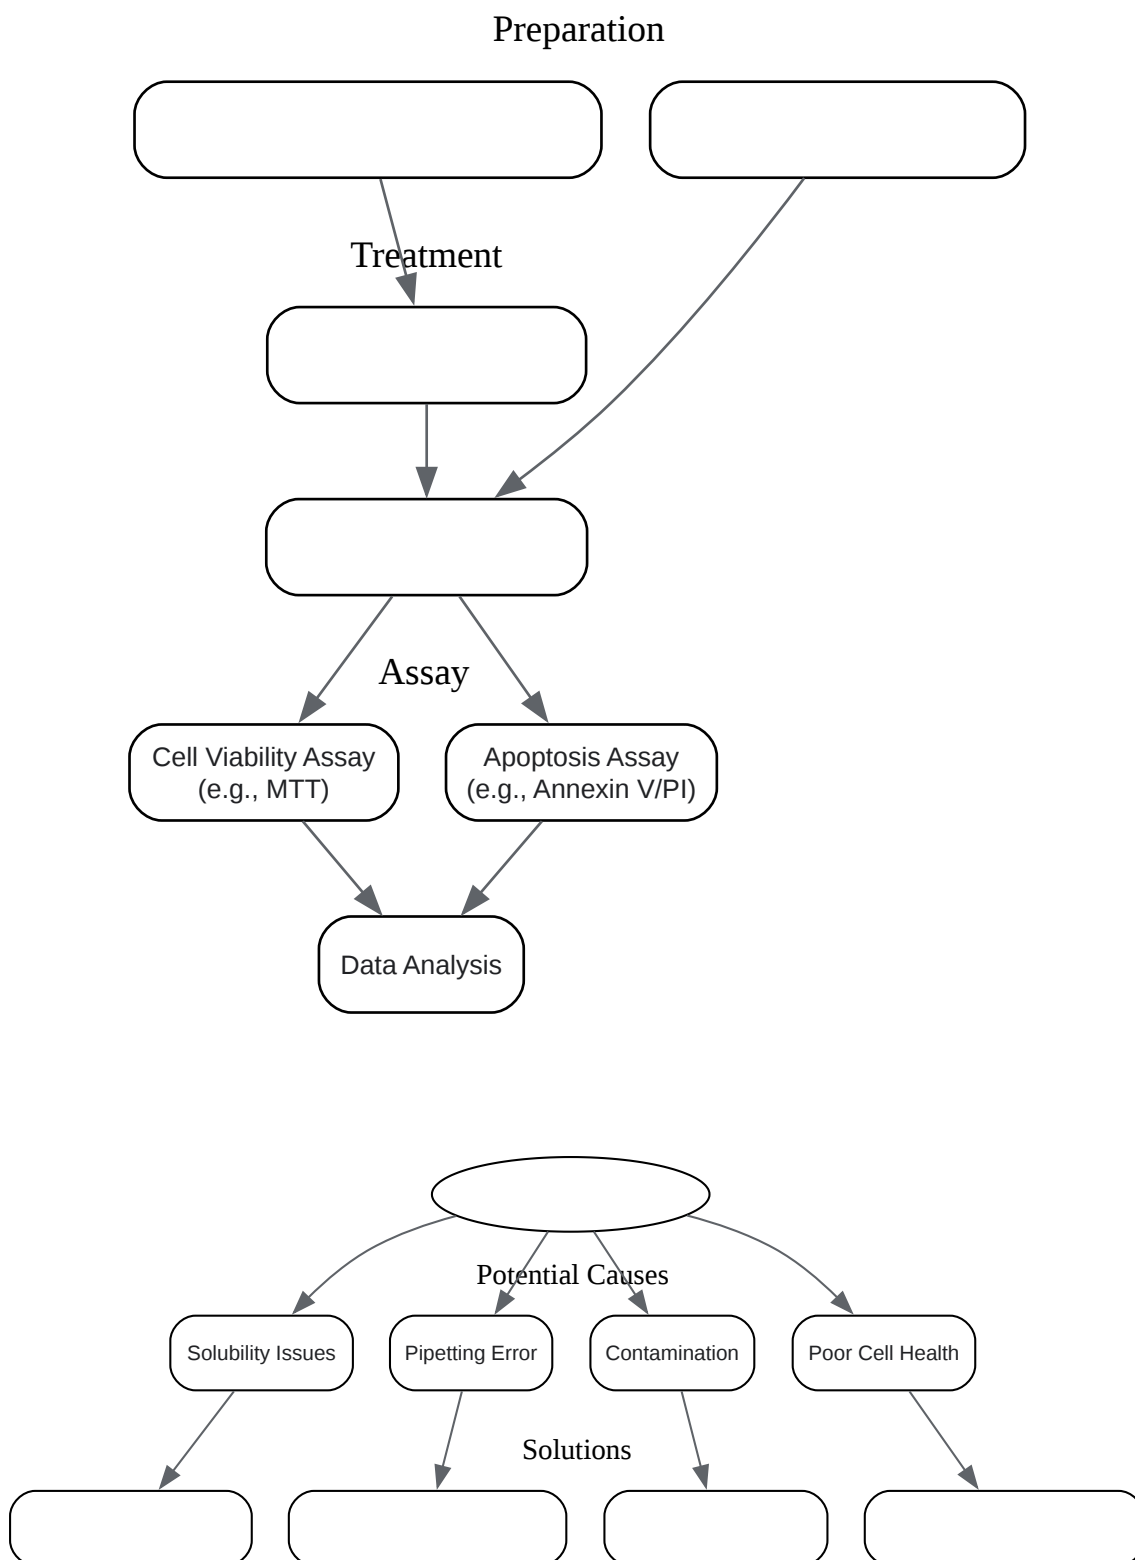 Preparation
Treatment
Assay
Cell Viability Assay
(e.g., MTT)
Apoptosis Assay
(e.g., Annexin V/PI)
Data Analysis
Potential Causes
Solubility Issues
Pipetting Error
Contamination
Poor Cell Health
Solutions